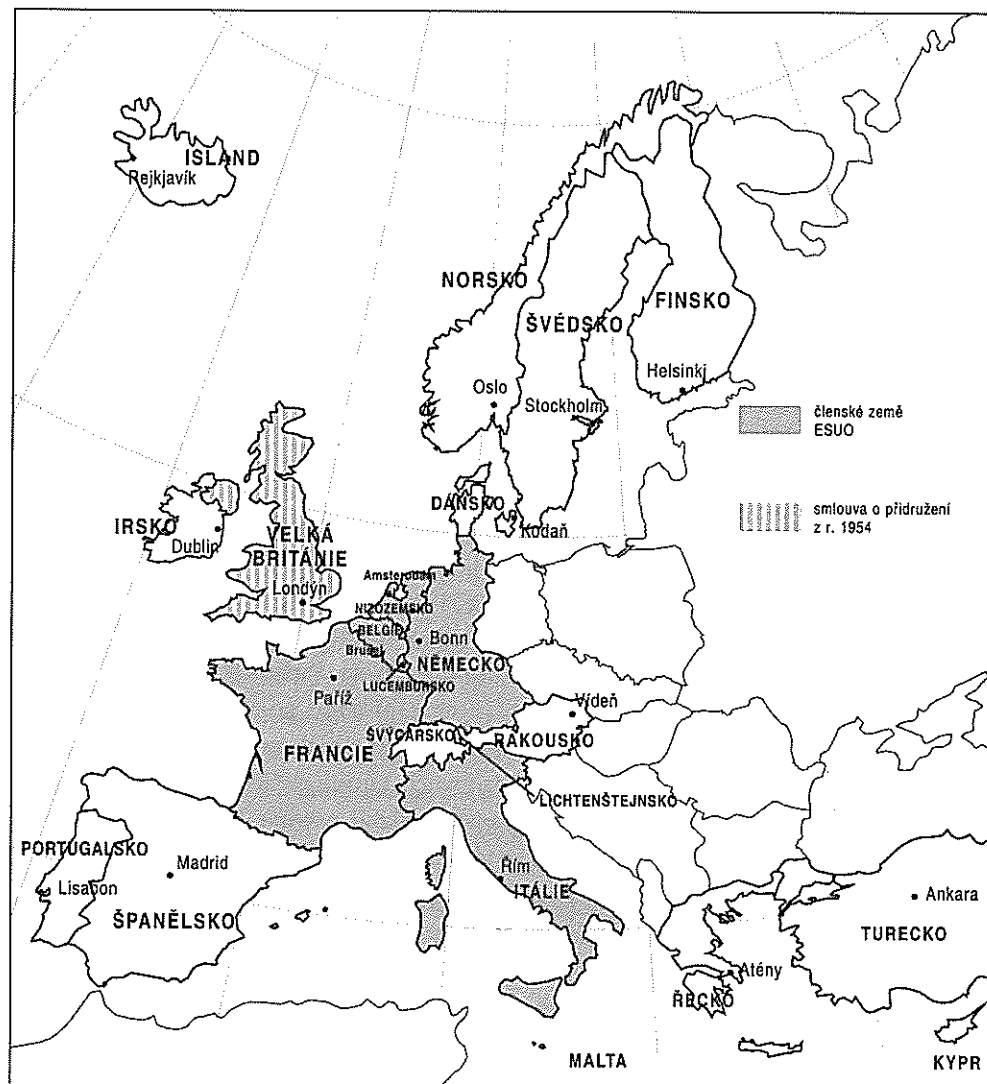 ISLAND
Rejkjavík
NORSKO
FINSKO
ŠVÉDSKO
Helsinki
Oslo
Stockholm
členské země
ESUO
DÁNSKO
Kodaň
smlouva o přidružení
z r. 1954
IRSKO
Dublin
VELKÁ
BRITÁNIE
Londýn
Amsterodam
NIZOZEMSKO
BELGIE
Brusel
Bonn
NĚMECKO
LUCEMBURSKO
Paříž
Vídeň
ŠVÝCARSKO
RAKOUSKO
FRANCIE
LICHTENŠTEJNSKO
PORTUGALSKO
Madrid
Lisabon
ŠPANĚLSKO
Řím
ITÁLIE
Ankara
TURECKO
Atény
ŘECKO
MALTA
KYPR